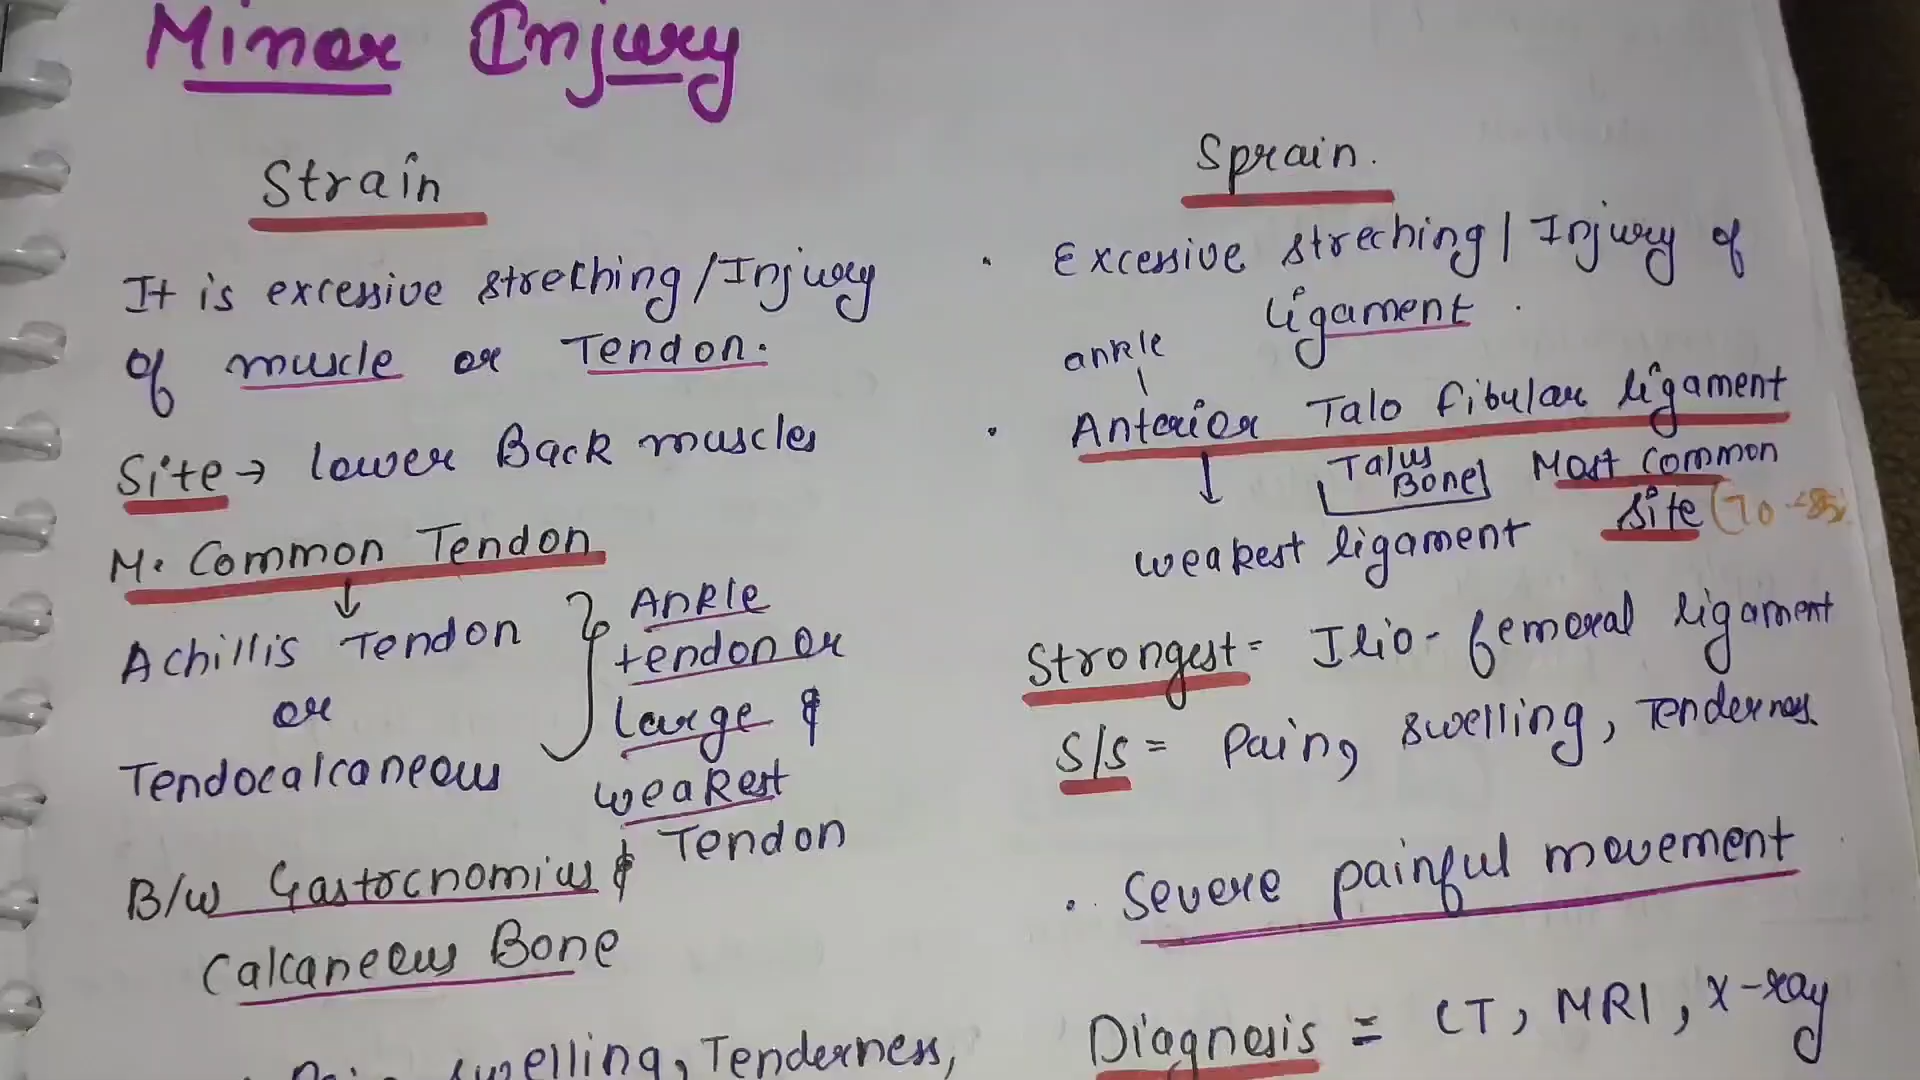 Minor Injury
Strain
It is excessive stretching/Injury
of muscle or Tendon.
Site → lower Back muscles
M. Common Tendon
↓
Achillis Tendon
or
Tendocalcaneous
Ankle
tendon or
large &
weakest
Tendon
B/w Gastrocnomius &
Calcaneous Bone
swelling, Tenderness,
Sprain.
• Excessive streching/Injury of
ligament.
ankle
• Anterior Talo fibular ligament
Talus
Bone
Most Common
site
↓
weakest ligament
Strongest = Ilio-femoral ligament
S/S = Pain, swelling, Tenderness.
• Severe painful movement
Diagnosis = CT, MRI, X-ray